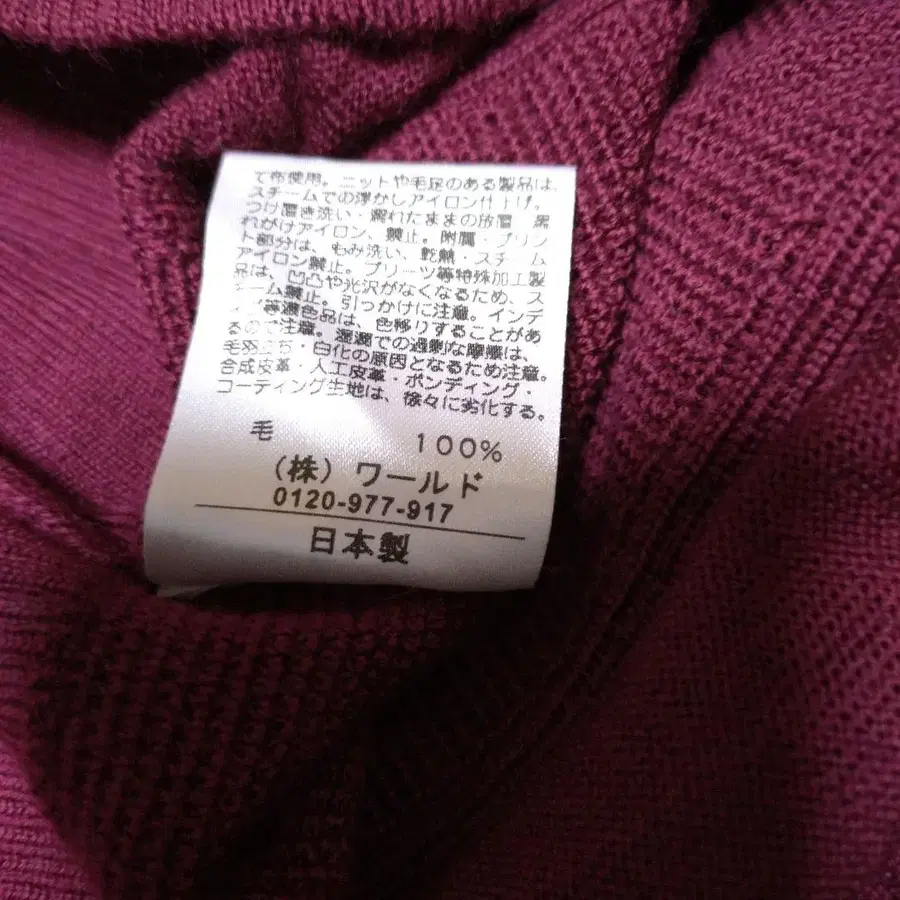 て布使用。ニットや毛足のある製品は、
スチームでの浮かしアイロン仕上げ。
つけ置き洗い・濡れたままの放置
れがけアイロン、禁止。附属・プリン
ト部分は、もみ洗い、乾熱・スチーム
アイロン禁止。プリーツ等特殊加工製
品は、凹凸や光沢がなくなるため、ス
チーム禁止。引っかけに注意。インデ
等濃色品は、色移りすることがあ
るので注意。湿潤での過剰な摩擦は、
毛羽立ち・白化の原因となるため注意。
合成皮革・人工皮革・ボンディング・
コーティング生地は、徐々に劣化する。
毛 100%
(株) ワールド
0120-977-917
日本製